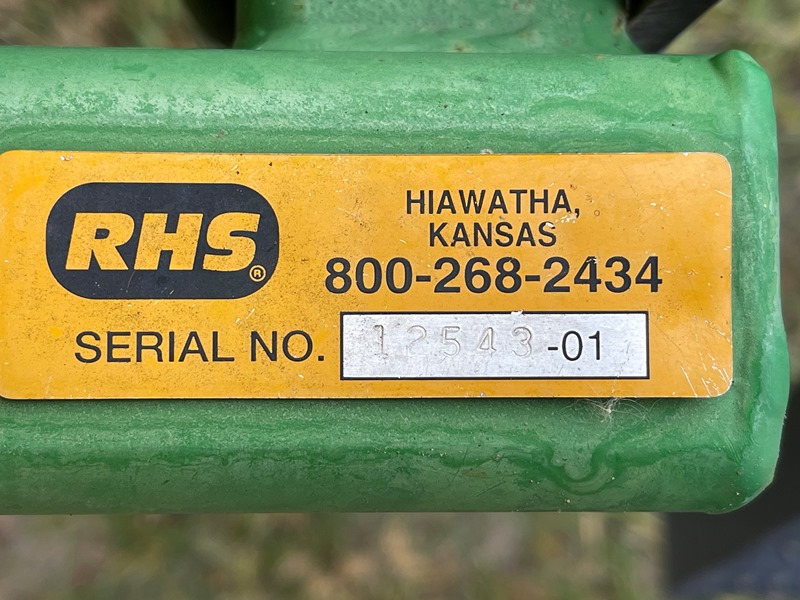 RHS®
HIAWATHA,
KANSAS
800-268-2434
SERIAL NO. 12543-01